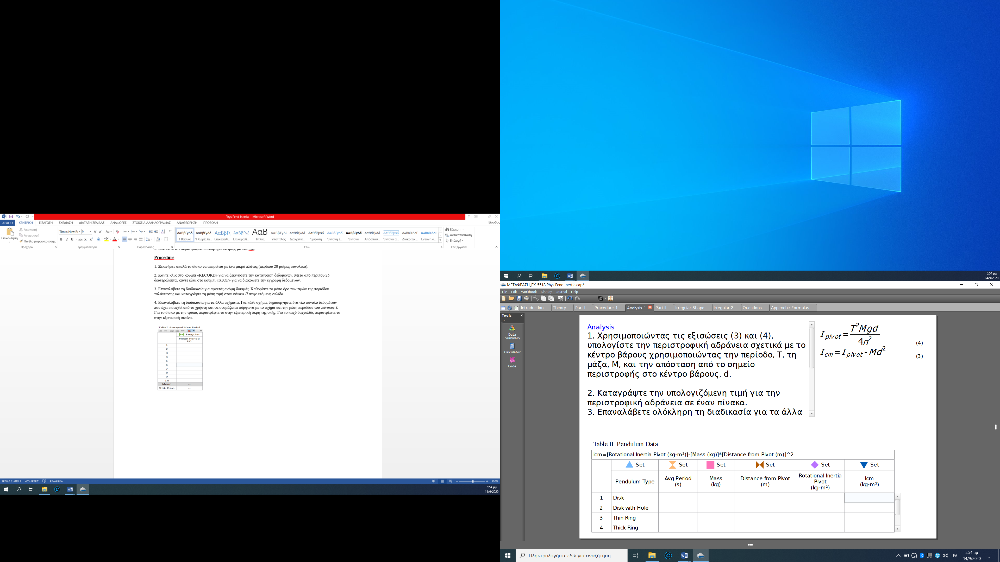 Phys Pend Inertia - Microsoft Word
ΑΡΧΕΙΟ ΚΕΝΤΡΙΚΗ ΕΙΣΑΓΩΓΗ ΣΧΕΔΙΑΣΗ ΔΙΑΤΑΞΗ ΣΕΛΙΔΑΣ ΑΝΑΦΟΡΕΣ ΣΤΟΙΧΕΙΑ ΑΛΛΗΛΟΓΡΑΦΙΑΣ ΑΝΑΘΕΩΡΗΣΗ ΠΡΟΒΟΛΗ Είσοδος
Επικόλληση
Αποκοπή
Αντιγραφή
Πινέλο μορφοποίησης
Πρόχειρο
Times New R 9
Γραμματοσειρά
Παράγραφος
ΑαΒβΓγΔδ ΑαΒβΓγΔδ ΑαΒβΓγ ΑαΒβΓγΔ ΑαΒ ΑαΒβΓγΔδ ΑαΒβΓγΔδ ΑαΒβΓγΔδ ΑαΒβΓγΔδ ΑαΒβΓγΔδ ΑαΒβΓγΔδ ΑαΒβΓγΔδ ΑαΒβΓγΔδΕ ΑαΒβΓγΔδΕ
¶ Βασικό ¶ Χωρίς δι... Επικεφαλί... Επικεφαλί... Τίτλος Υπότιτλος Διακριτικ... Έμφαση Έντονη έ... Έντονο Απόσπασ... Έντονο α... Διακριτικ... Έντονη α...
Στυλ
Εύρεση
Αντικατάσταση
Επιλογή
Επεξεργασία
Procedure
1. Ξεκινήστε απαλά το δίσκο να αιωρείται με ένα μικρό πλάτος (περίπου 20 μοίρες συνολικά).
2. Κάντε κλικ στο κουμπί «RECORD» για να ξεκινήσετε την καταγραφή δεδομένων. Μετά από περίπου 25
δευτερόλεπτα, κάντε κλικ στο κουμπί «STOP» για να διακόψετε την εγγραφή δεδομένων.
3. Επαναλάβετε τη διαδικασία για αρκετές ακόμη δοκιμές. Καθορίστε το μέσο όρο των τιμών της περιόδου
ταλάντωσης και καταγράψτε τη μέση τιμή στον πίνακα II στην επόμενη σελίδα.
4. Επαναλάβετε τη διαδικασία για τα άλλα σχήματα. Για κάθε σχήμα, δημιουργήστε ένα νέο σύνολο δεδομένων
που έχει εισαχθεί από το χρήστη και να ονομάζεται σύμφωνα με το σχήμα και την μέση περιόδου του ,πίνακας I.
Για το δίσκο με την τρύπα, περιστρέψτε το στην εξωτερική άκρη της οπής. Για το παχύ δαχτυλίδι, περιστρέψτε το
στην εξωτερική ακτίνα.
Table I. Average of Mean Period
Irregular
Mean Period
(s)
1
2
3
4
5
6
7
8
9
10
Mean --
Std. Dev. --
ΣΕΛΙΔΑ 2 ΑΠΟ 2 405 ΛΕΞΕΙΣ ΕΛΛΗΝΙΚΑ 130%
5:54 μμ
14/9/2020
5:54 μμ
14/9/2020
ΜΕΤΑΦΡΑΣΗ_EX-5518 Phys Pend Inertia.cap*
File Edit Workbook Display Journal Help
Introduction Theory Part I Procedure 1 Analysis 1 Part II Irregular Shape Irregular 2 Questions Appendix: Formulas
Tools
Data
Summary
Calculator
Code
Analysis
1. Χρησιμοποιώντας τις εξισώσεις (3) και (4),
υπολογίστε την περιστροφική αδράνεια σχετικά με το
κέντρο βάρους χρησιμοποιώντας την περίοδο, Τ, τη
μάζα, Μ, και την απόσταση από το σημείο
περιστροφής στο κέντρο βάρους, d.
2. Καταγράψτε την υπολογιζόμενη τιμή για την
περιστροφική αδράνεια σε έναν πίνακα.
3. Επαναλάβετε ολόκληρη τη διαδικασία για τα άλλα
I pivot = T²Mgd / 4π² (4)
I cm = I pivot - Md² (3)
Table II. Pendulum Data
Icm=[Rotational Inertia Pivot (kg-m²)]-[Mass (kg)]*[Distance from Pivot (m)]^2
Set Set Set Set Set Set
Pendulum Type Avg Period (s) Mass (kg) Distance from Pivot (m) Rotational Inertia Pivot (kg-m²) Icm (kg-m²)
1 Disk
2 Disk with Hole
3 Thin Ring
4 Thick Ring
Πληκτρολογήστε εδώ για αναζήτηση
ΕΛ
5:54 μμ
14/9/2020